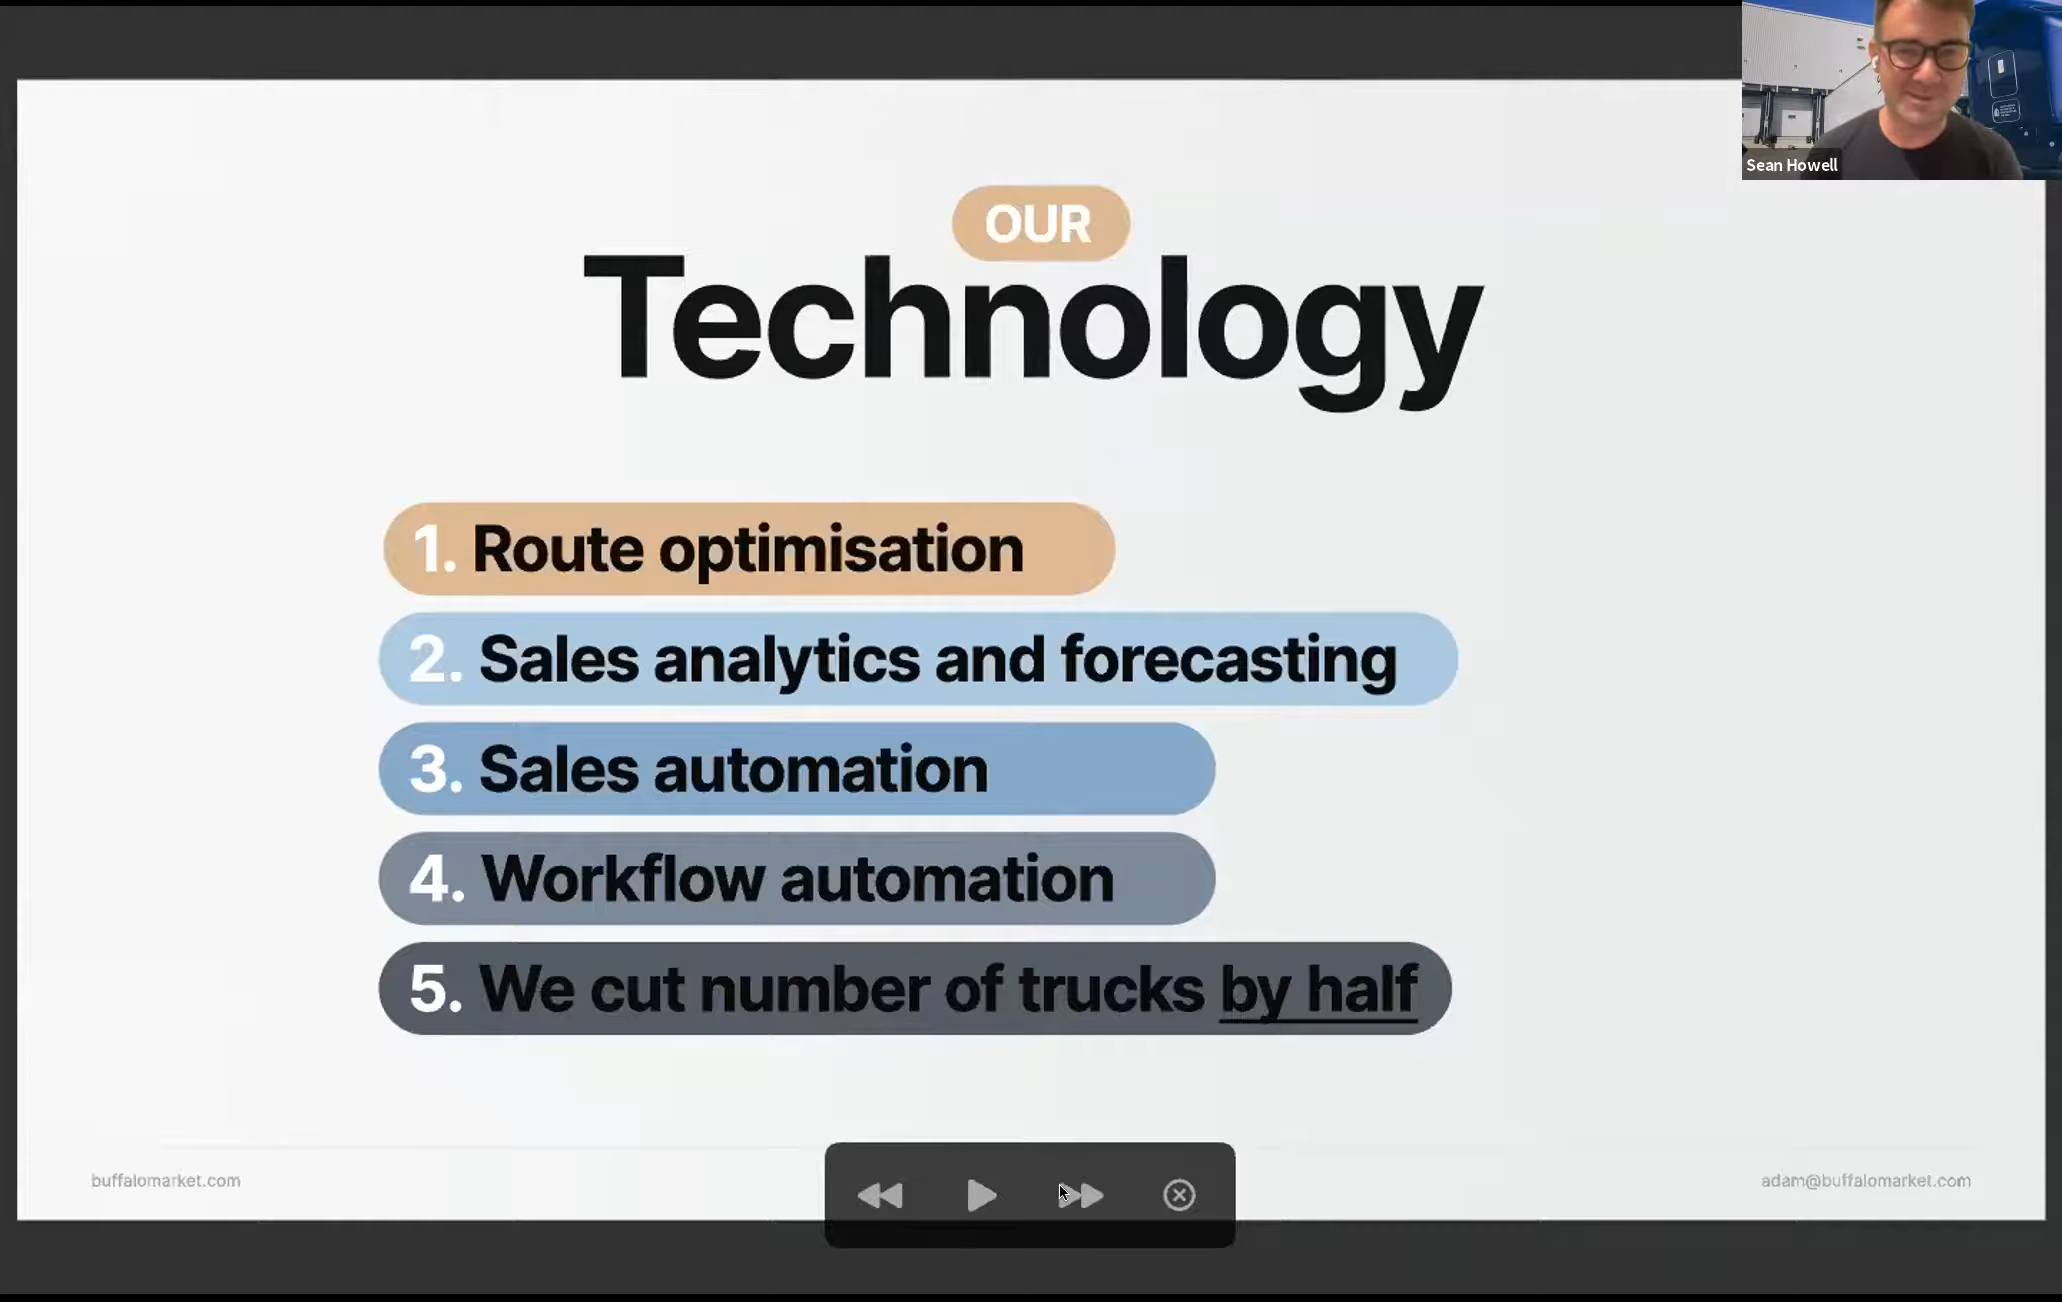 Sean Howell
OUR
Technology
1. Route optimisation
2. Sales analytics and forecasting
3. Sales automation
4. Workflow automation
5. We cut number of trucks by half
buffalomarket.com
adam@buffalomarket.com